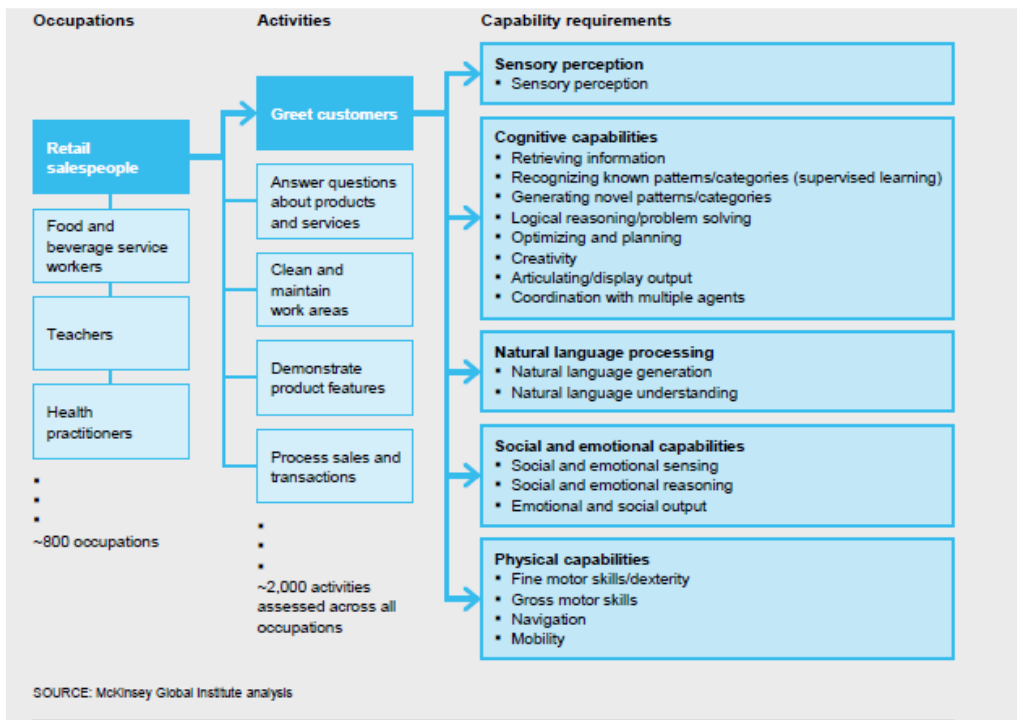 Occupations
Activities
Capability requirements
Retail
salespeople
Food and
beverage service
workers
Teachers
Health
practitioners
▪
▪
▪
~800 occupations
Greet customers
Answer questions
about products
and services
Clean and
maintain
work areas
Demonstrate
product features
Process sales and
transactions
▪
▪
▪
~2,000 activities
assessed across all
occupations
Sensory perception
▪ Sensory perception
Cognitive capabilities
▪ Retrieving information
▪ Recognizing known patterns/categories (supervised learning)
▪ Generating novel patterns/categories
▪ Logical reasoning/problem solving
▪ Optimizing and planning
▪ Creativity
▪ Articulating/display output
▪ Coordination with multiple agents
Natural language processing
▪ Natural language generation
▪ Natural language understanding
Social and emotional capabilities
▪ Social and emotional sensing
▪ Social and emotional reasoning
▪ Emotional and social output
Physical capabilities
▪ Fine motor skills/dexterity
▪ Gross motor skills
▪ Navigation
▪ Mobility
SOURCE: McKinsey Global Institute analysis